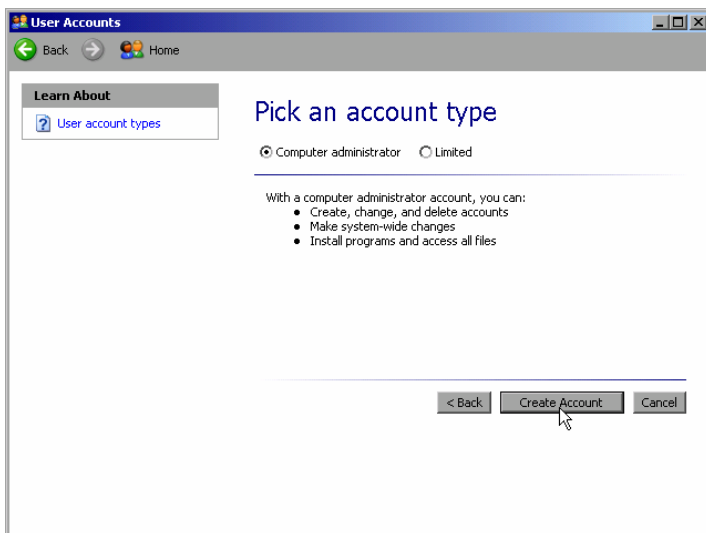 User Accounts
Back Home
Learn About
User account types
Pick an account type
Computer administrator Limited
With a computer administrator account, you can:
• Create, change, and delete accounts
• Make system-wide changes
• Install programs and access all files
< Back Create Account Cancel